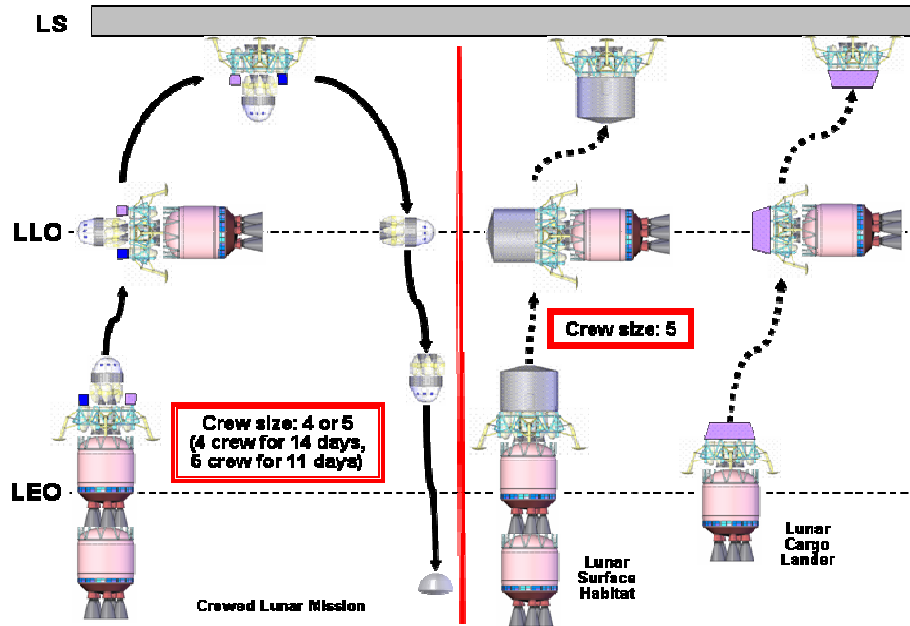 LS
LLO
Crew size: 5
Crew size: 4 or 5
(4 crew for 14 days,
6 crew for 11 days)
LEO
Crewed Lunar Mission
Lunar
Surface
Habitat
Lunar
Cargo
Lander